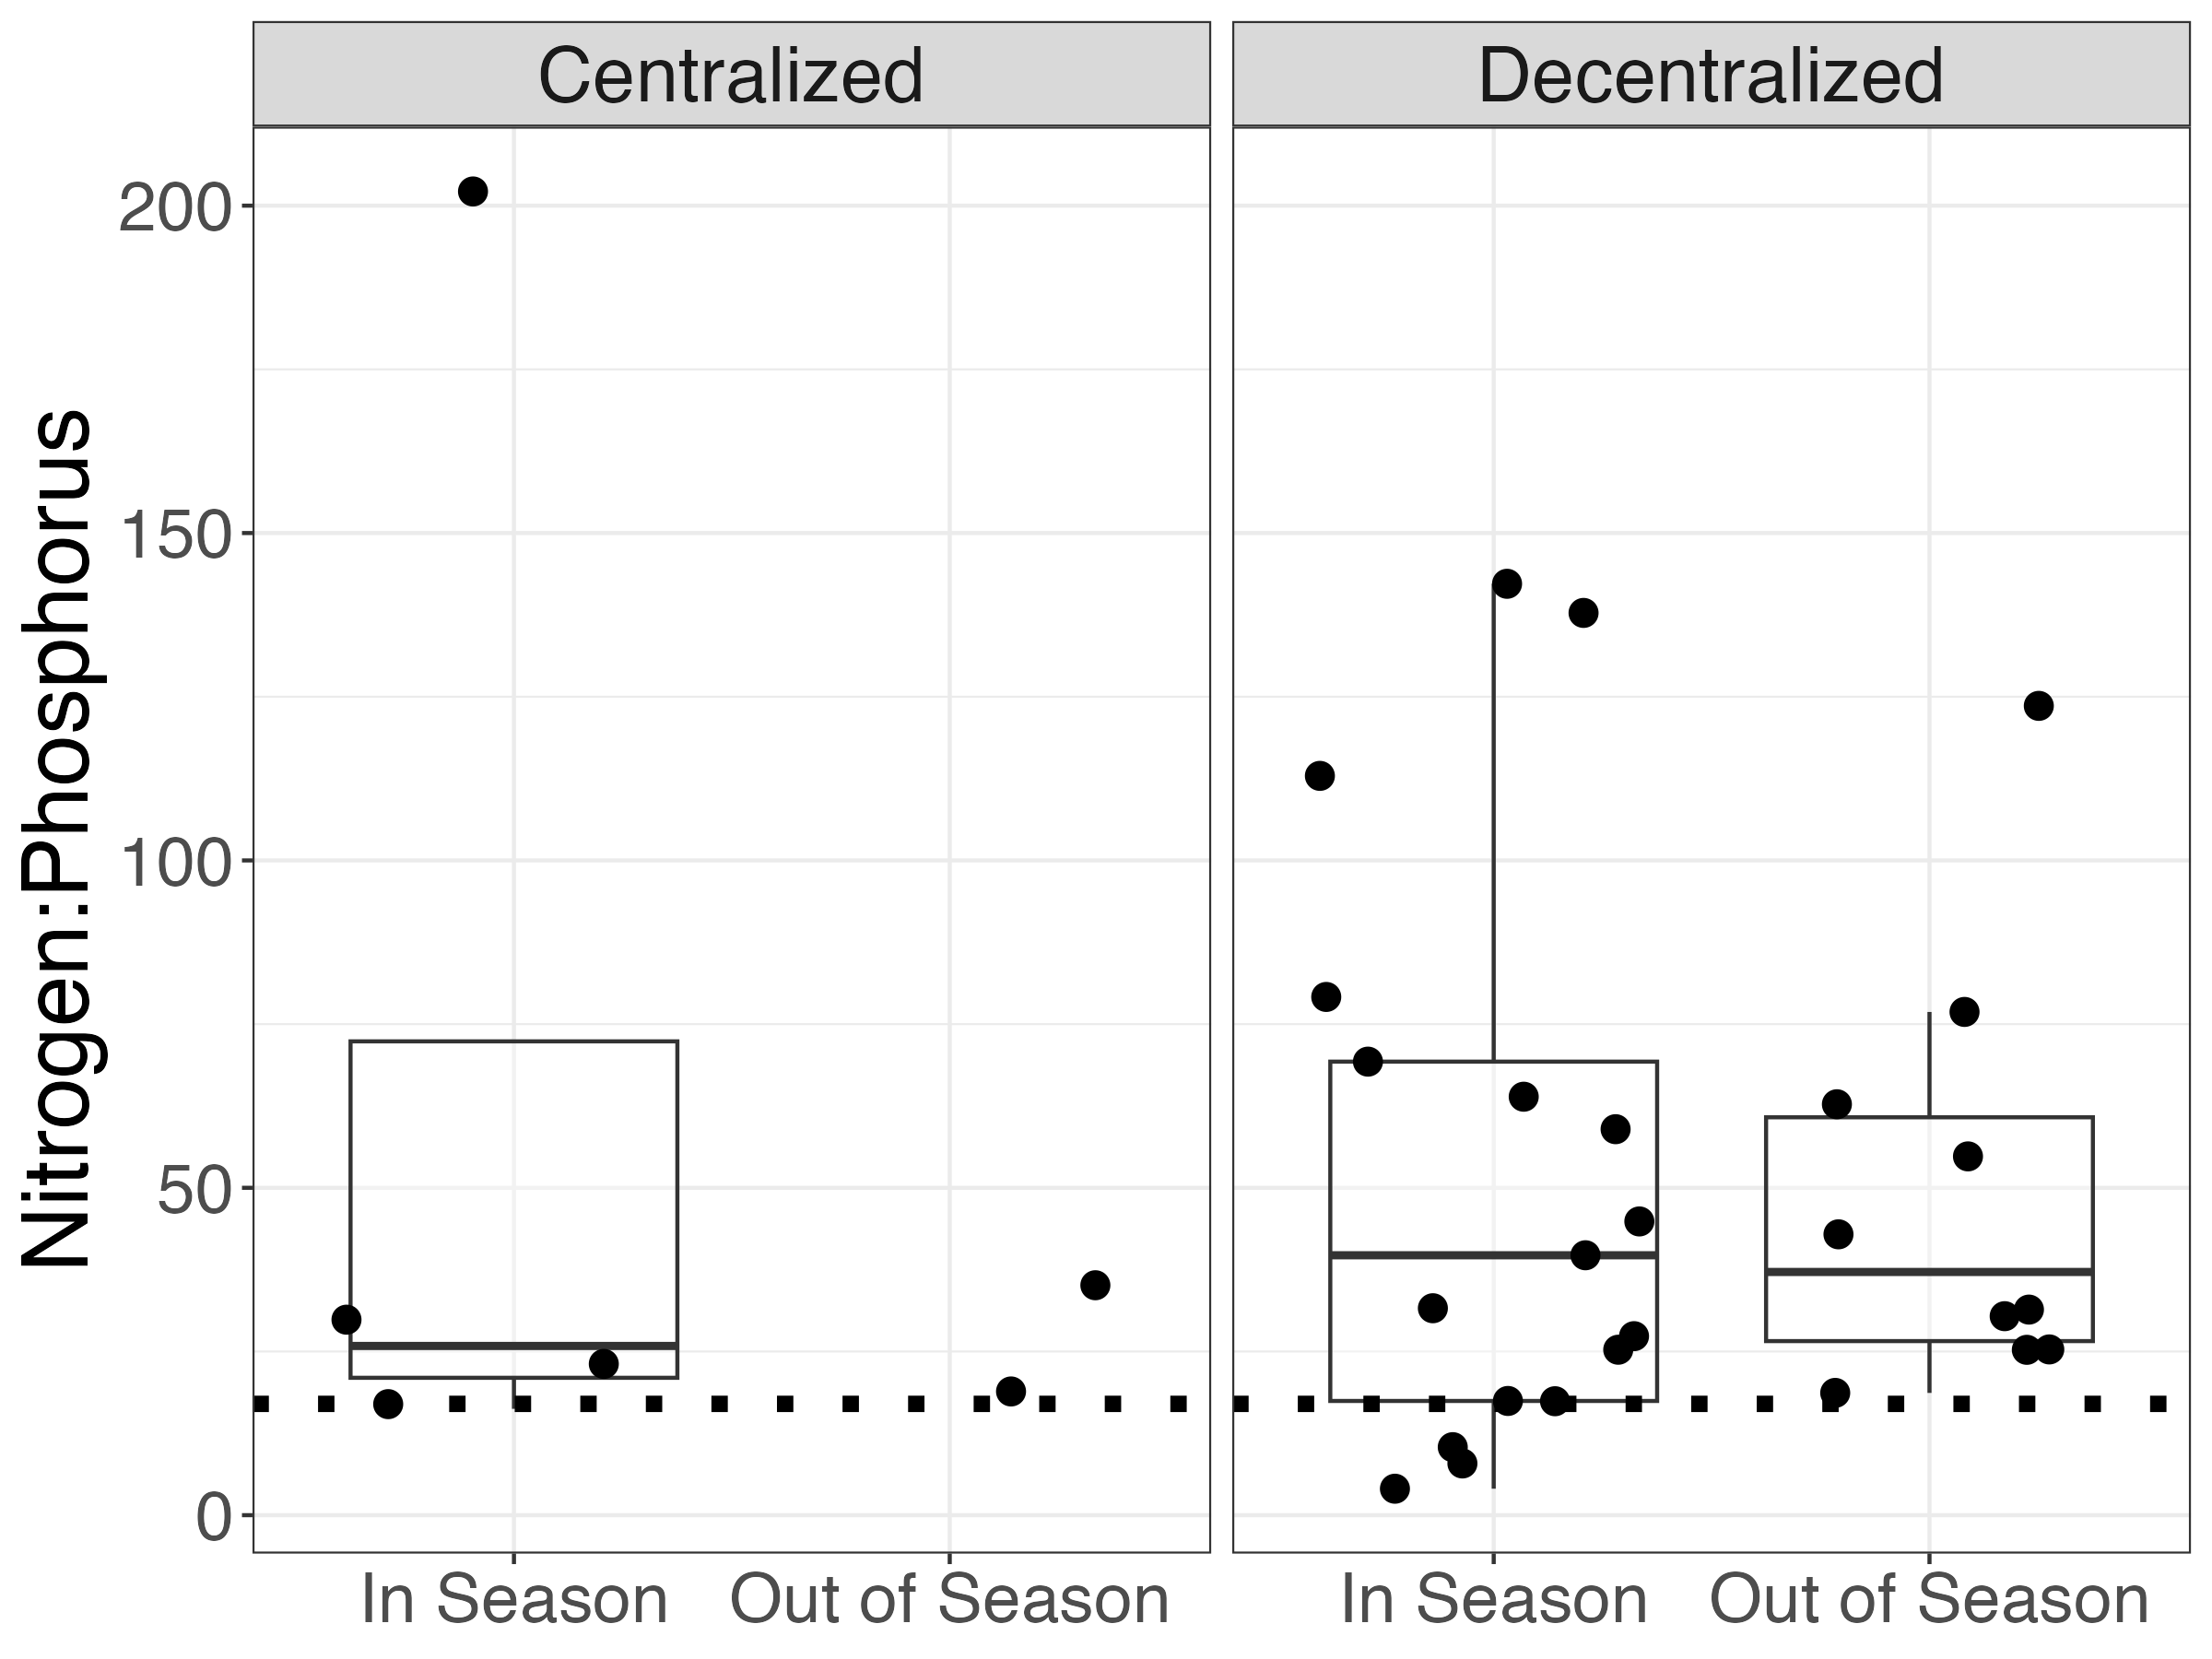 Centralized
Decentralized
Nitrogen:Phosphorus
200
150
100
50
0
In Season
Out of Season
In Season
Out of Season